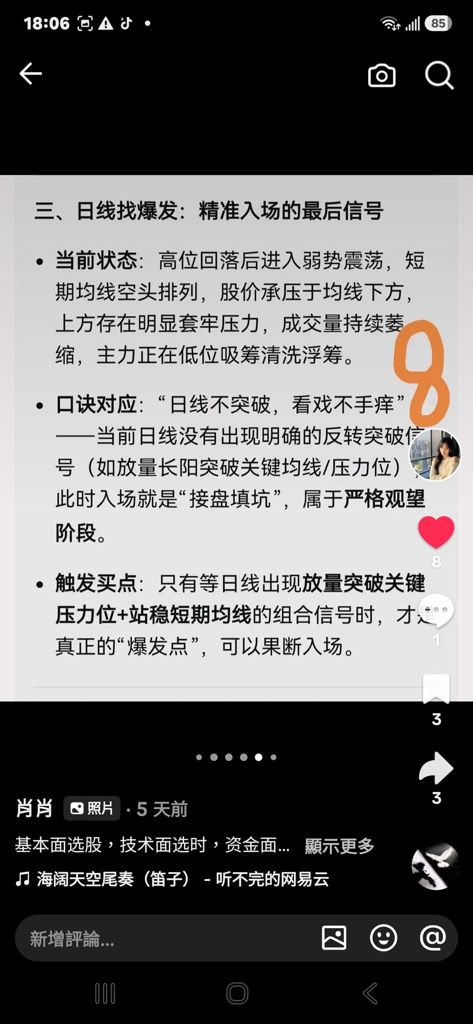 18:06
85
三、日线找爆发：精准入场的最后信号
• 当前状态：高位回落后进入弱势震荡，短
期均线空头排列，股价承压于均线下方，
上方存在明显套牢压力，成交量持续萎
缩，主力正在低位吸筹清洗浮筹。
8
• 口诀对应：“日线不突破，看戏不手痒”
——当前日线没有出现明确的反转突破信
号（如放量长阳突破关键均线/压力位），
此时入场就是“接盘填坑”，属于严格观望
阶段。
8
• 触发买点：只有等日线出现放量突破关键
压力位+站稳短期均线的组合信号时，才是
真正的“爆发点”，可以果断入场。
1
3
3
肖肖 照片 · 5 天前
基本面选股，技术面选时，资金面... 顯示更多
海阔天空尾奏（笛子） - 听不完的网易云
新增評論...
@